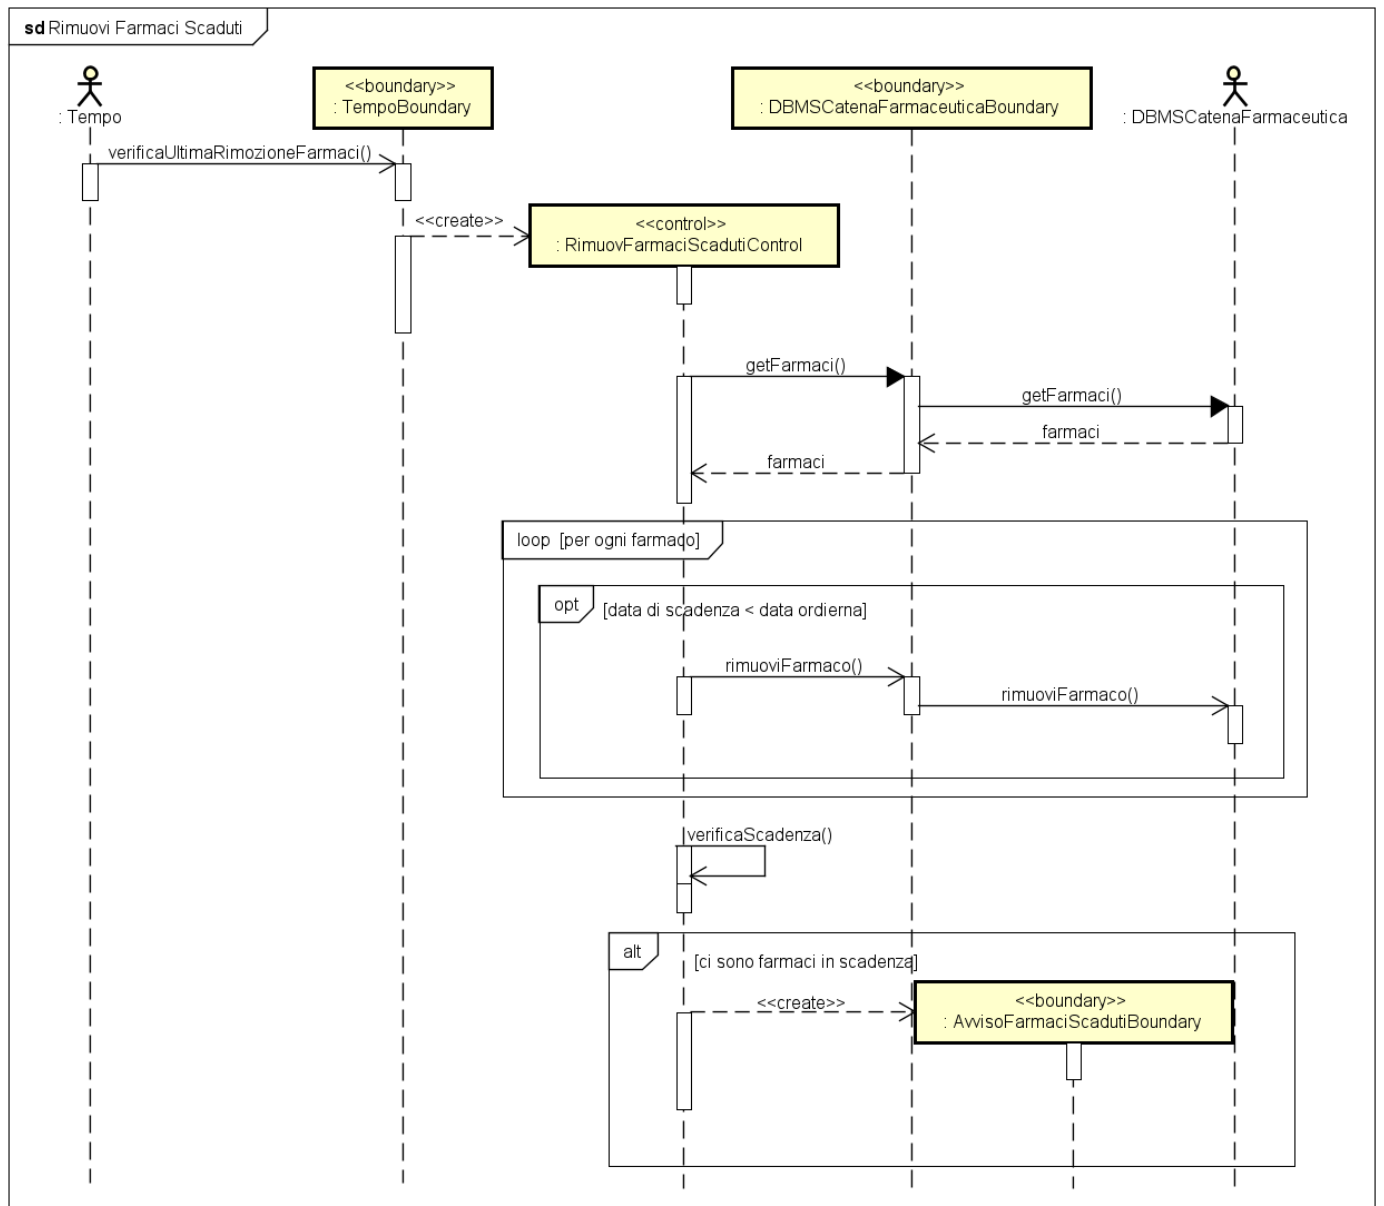 sd Rimuovi Farmaci Scaduti
: Tempo
<<boundary>>
: TempoBoundary
<<boundary>>
: DBMSCatenaFarmaceuticaBoundary
: DBMSCatenaFarmaceutica
verificaUltimaRimozioneFarmaci()
<<create>>
<<control>>
: RimuovFarmaciScadutiControl
getFarmaci()
getFarmaci()
farmaci
farmaci
loop [per ogni farmado]
opt [data di scadenza < data ordierna]
rimuoviFarmaco()
rimuoviFarmaco()
verificaScadenza()
alt [ci sono farmaci in scadenza]
<<create>>
<<boundary>>
: AvvisoFarmaciScadutiBoundary